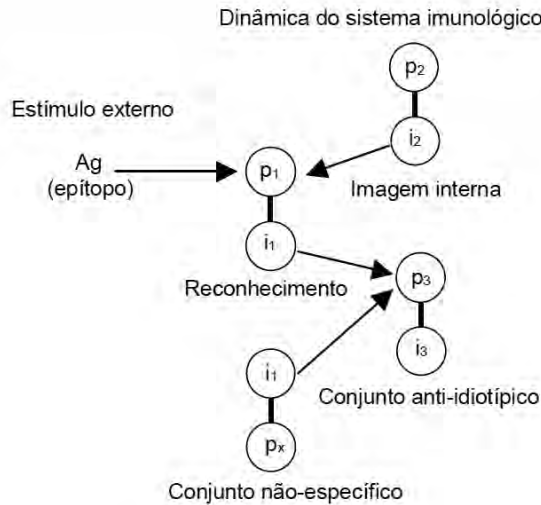 Dinâmica do sistema imunológico
p2
Estímulo externo
i2
Ag
(epítopo)
p1
Imagem interna
i1
Reconhecimento
p3
i1
i3
Conjunto anti-idiotípico
px
Conjunto não-específico